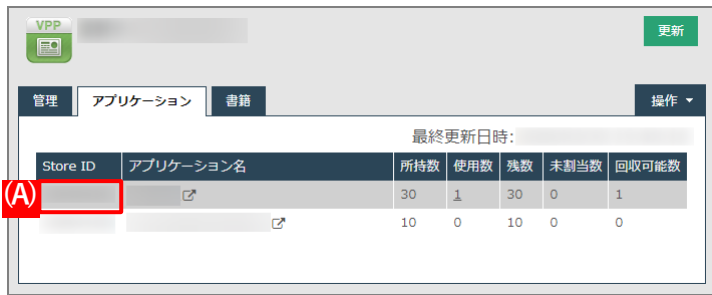 VPP
更新
管理 アプリケーション 書籍 操作
最終更新日時:
Store ID アプリケーション名 所持数 使用数 残数 未割当数 回収可能数
(A)
30 1 30 0 1
10 0 10 0 0